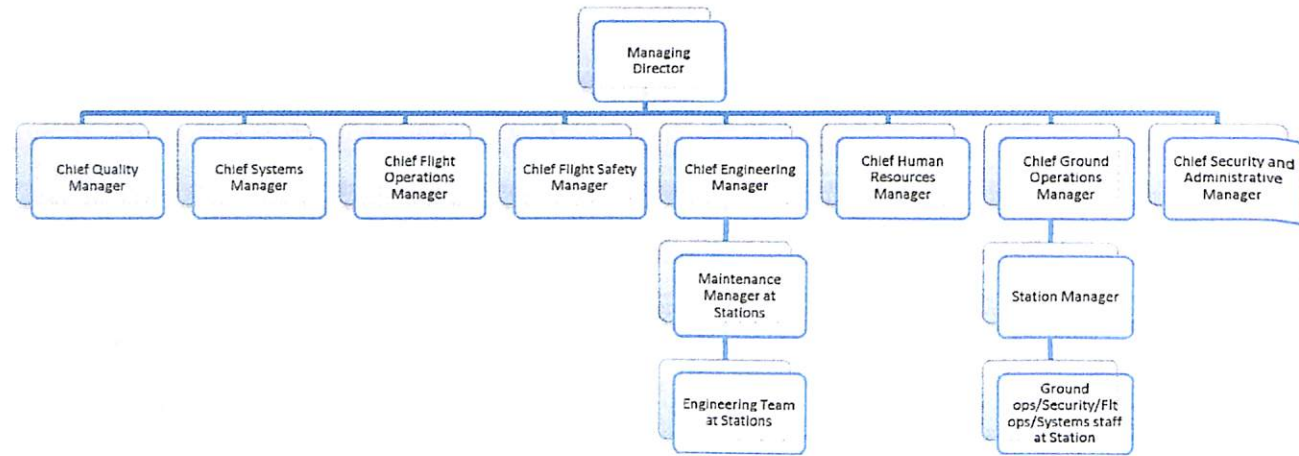 Managing
Director
Chief Quality
Manager
Chief Systems
Manager
Chief Flight
Operations
Manager
Chief Flight Safety
Manager
Chief Engineering
Manager
Chief Human
Resources
Manager
Chief Ground
Operations
Manager
Chief Security and
Administrative
Manager
Maintenance
Manager at
Stations
Station Manager
Engineering Team
at Stations
Ground
ops/Security/Flt
ops/Systems staff
at Station